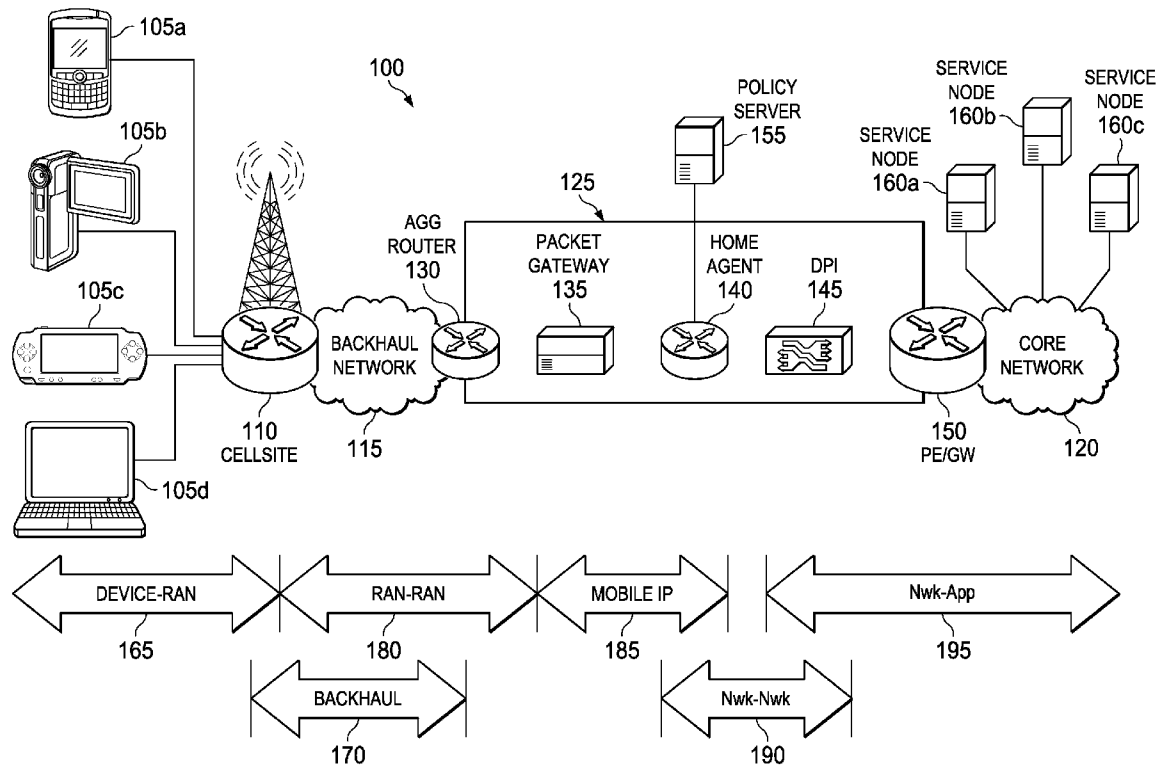 105a
105b
105c
105d
100
POLICY
SERVER
155
SERVICE
NODE
160a
SERVICE
NODE
160b
SERVICE
NODE
160c
125
AGG
ROUTER
130
PACKET
GATEWAY
135
HOME
AGENT
140
DPI
145
BACKHAUL
NETWORK
CORE
NETWORK
110
CELLSITE
115
150
PE/GW
120
DEVICE-RAN
165
RAN-RAN
180
MOBILE IP
185
Nwk-App
195
BACKHAUL
170
Nwk-Nwk
190